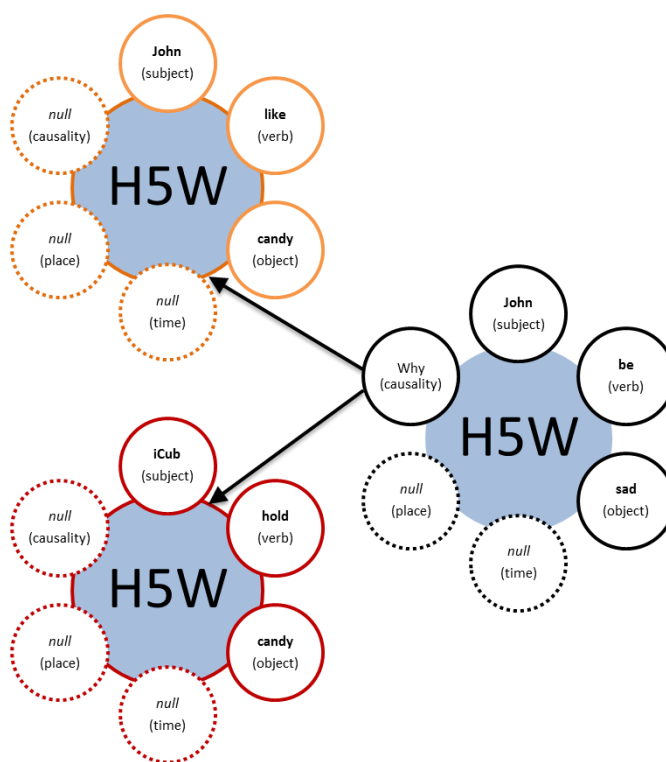 John
(subject)
null
(causality)
like
(verb)
H5W
null
(place)
candy
(object)
null
(time)
John
(subject)
Why
(causality)
be
(verb)
H5W
null
(place)
sad
(object)
null
(time)
iCub
(subject)
null
(causality)
hold
(verb)
H5W
null
(place)
candy
(object)
null
(time)